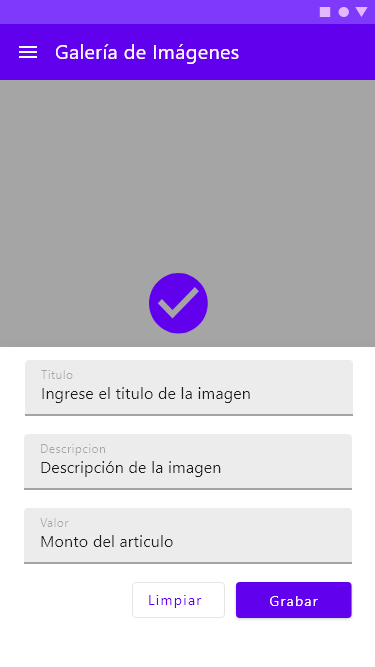 Galería de Imágenes
Titulo
Ingrese el titulo de la imagen
Descripcion
Descripción de la imagen
Valor
Monto del articulo
Limpiar
Grabar